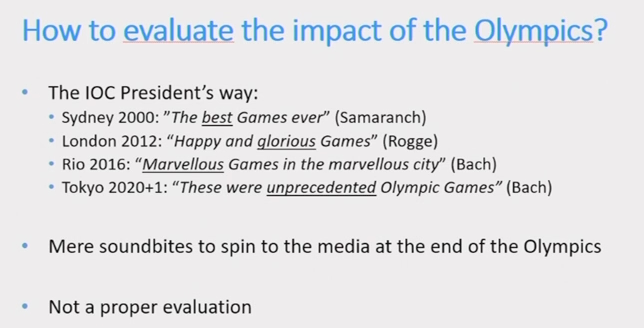 How to evaluate the impact of the Olympics?
• The IOC President's way:
• Sydney 2000: "The best Games ever" (Samaranch)
• London 2012: "Happy and glorious Games" (Rogge)
• Rio 2016: "Marvellous Games in the marvellous city" (Bach)
• Tokyo 2020+1: "These were unprecedented Olympic Games" (Bach)
• Mere soundbites to spin to the media at the end of the Olympics
• Not a proper evaluation